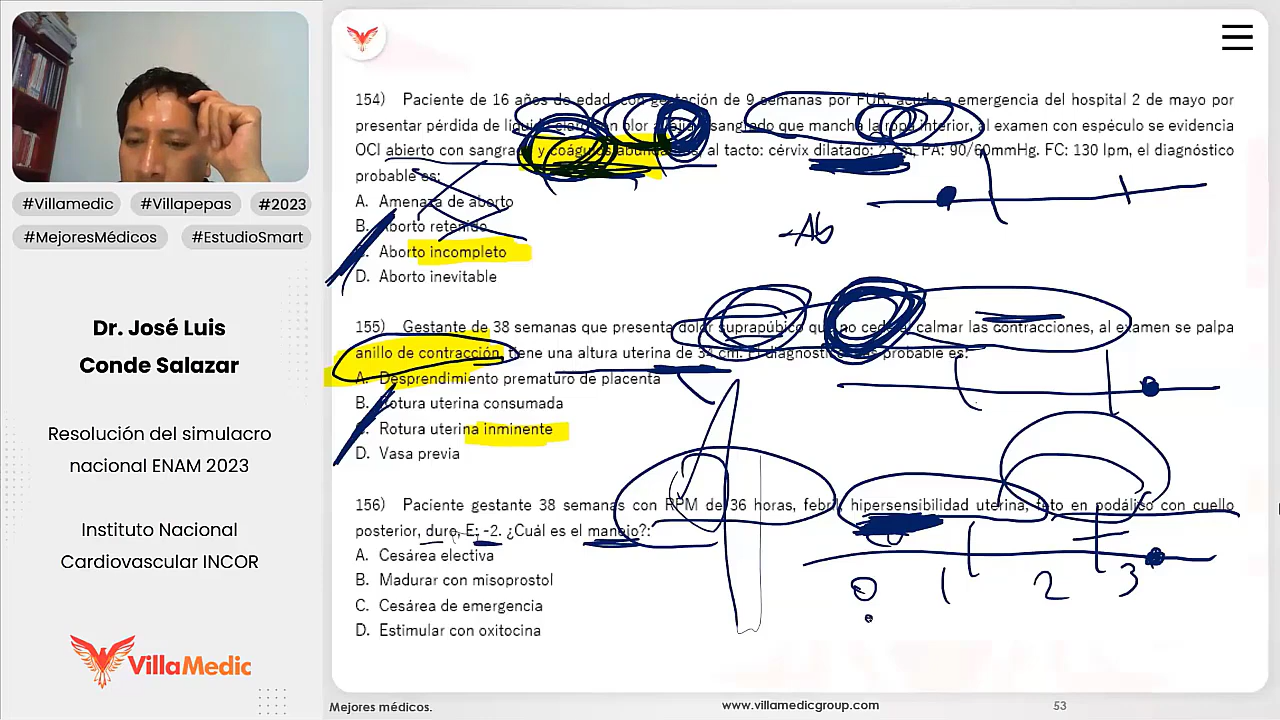 #Villamedic
#Villapepas
#2023
#MejoresMédicos
#EstudioSmart
Dr. José Luis
Conde Salazar
Resolución del simulacro
nacional ENAM 2023
Instituto Nacional
Cardiovascular INCOR
VillaMedic
154) Paciente de 16 años de edad, con gestación de 9 semanas por FUR, acude a emergencia del hospital 2 de mayo por
presentar pérdida de líquido sangrado que mancha la ropa interior, al examen con espéculo se evidencia
OCI abierto con sangrado y coágulos al tacto: cérvix dilatado: 2 cm, PA: 90/60mmHg. FC: 130 lpm, el diagnóstico
probable es:
A. Amenaza de aborto
B. Aborto retenido
Aborto incompleto
D. Aborto inevitable
-Ab
155) Gestante de 38 semanas que presenta dolor suprapúbico que no cede al calmar las contracciones, al examen se palpa
anillo de contracción, tiene una altura uterina de 34 cm. El diagnóstico más probable es:
A. Desprendimiento prematuro de placenta
B. Rotura uterina consumada
Rotura uterina inminente
D. Vasa previa
156) Paciente gestante 38 semanas con RPM de 36 horas, febril, hipersensibilidad uterina, feto en podálico con cuello
posterior, duro, E: -2. ¿Cuál es el manejo?:
A. Cesárea electiva
B. Madurar con misoprostol
C. Cesárea de emergencia
D. Estimular con oxitocina
0 1 2 3
Mejores médicos.
www.villamedicgroup.com
53